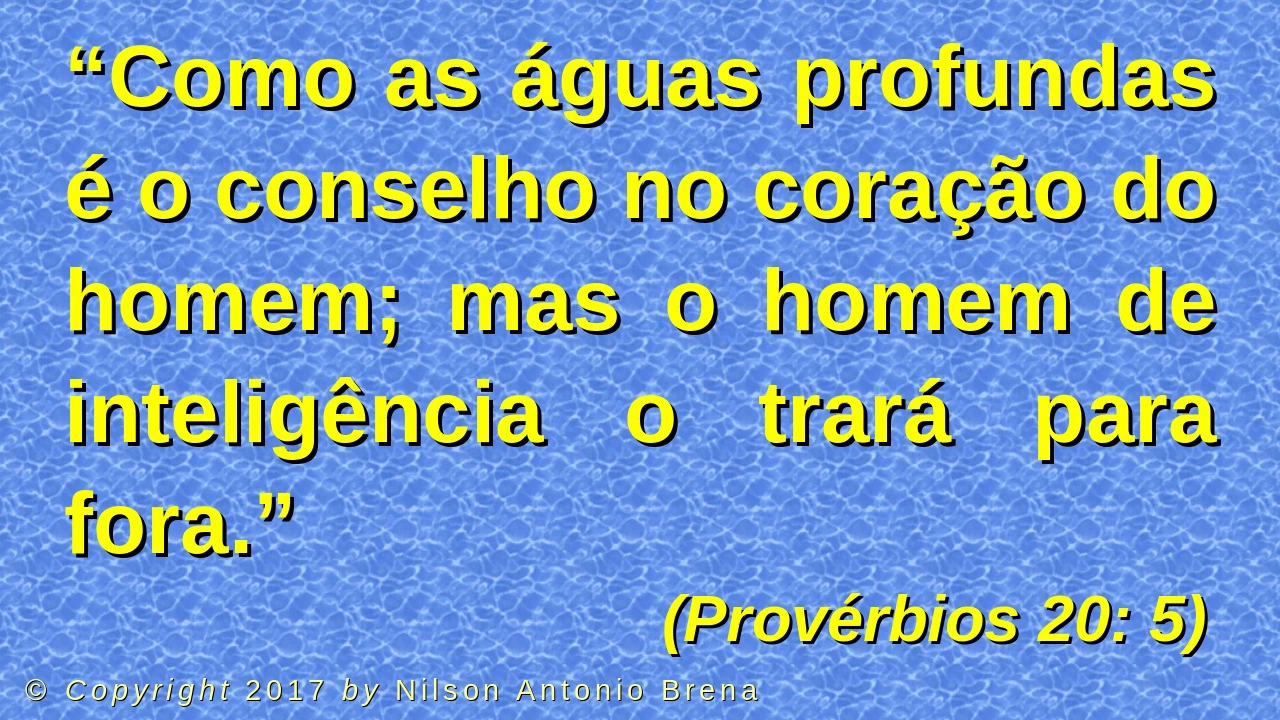 “Como as águas profundas
é o conselho no coração do
homem; mas o homem de
inteligência o trará para
fora.”
(Provérbios 20: 5)
© Copyright 2017 by Nilson Antonio Brena